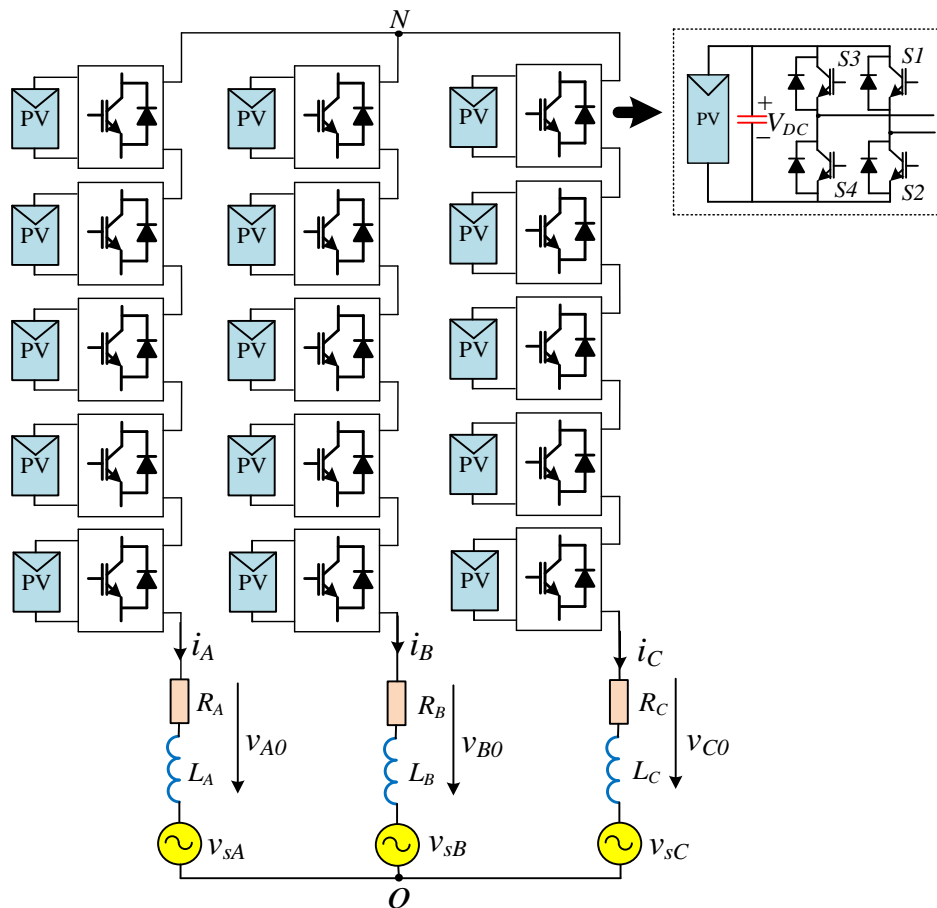 N
PV PV PV
PV PV PV
PV PV PV
PV PV PV
PV PV PV
PV
+
V_DC
−
S3 S1
S4 S2
i_A i_B i_C
R_A R_B R_C
v_A0 v_B0 v_C0
L_A L_B L_C
v_sA v_sB v_sC
O